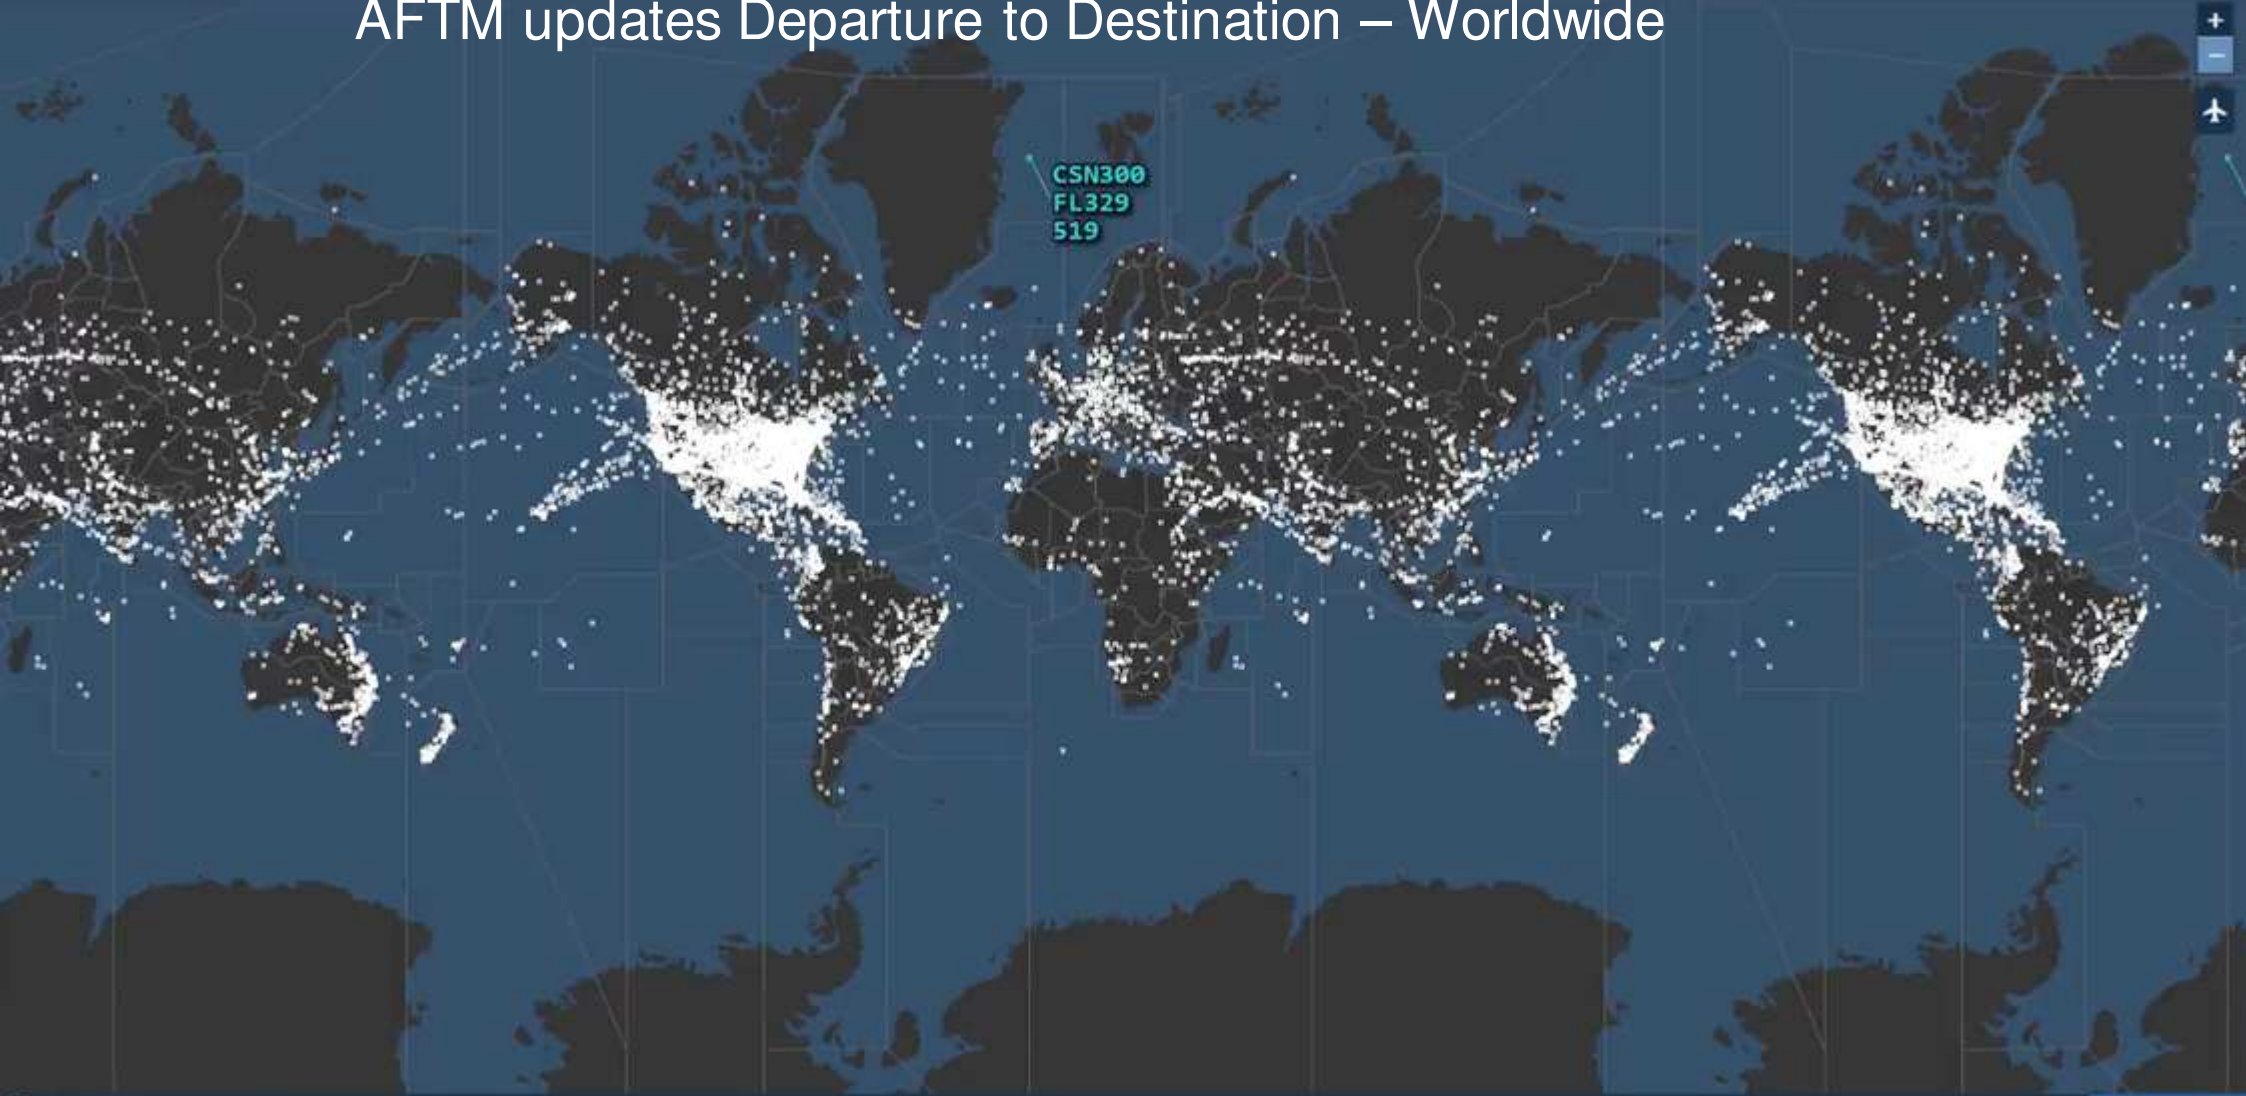 AFTM updates Departure to Destination – Worldwide
+
−
CSN300
FL329
519